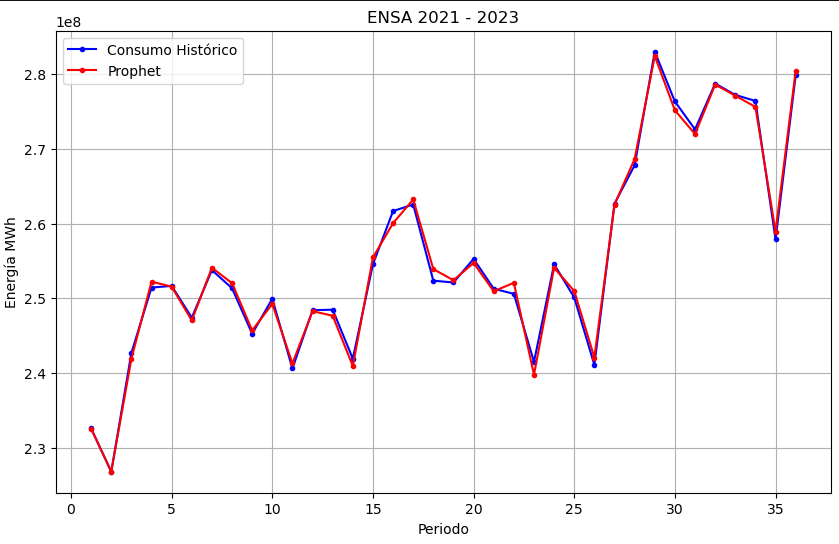 ENSA 2021 - 2023
1e8
Consumo Histórico
Prophet
2.8
2.7
2.6
2.5
2.4
2.3
Energía MWh
0 5 10 15 20 25 30 35
Periodo